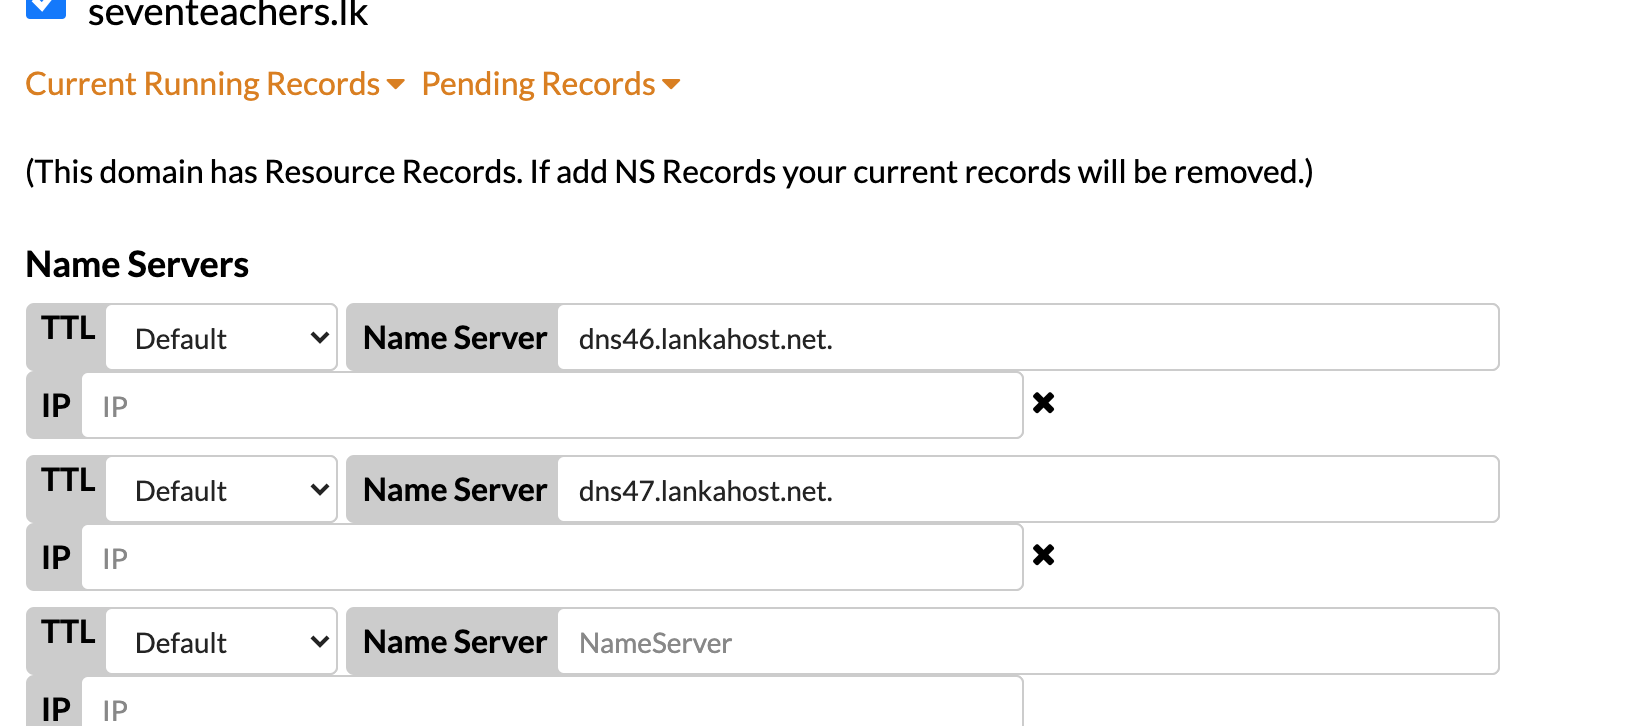 seventeachers.lk
Current Running Records Pending Records
(This domain has Resource Records. If add NS Records your current records will be removed.)
Name Servers
TTL Default Name Server dns46.lankahost.net.
IP IP
TTL Default Name Server dns47.lankahost.net.
IP IP
TTL Default Name Server NameServer
IP IP